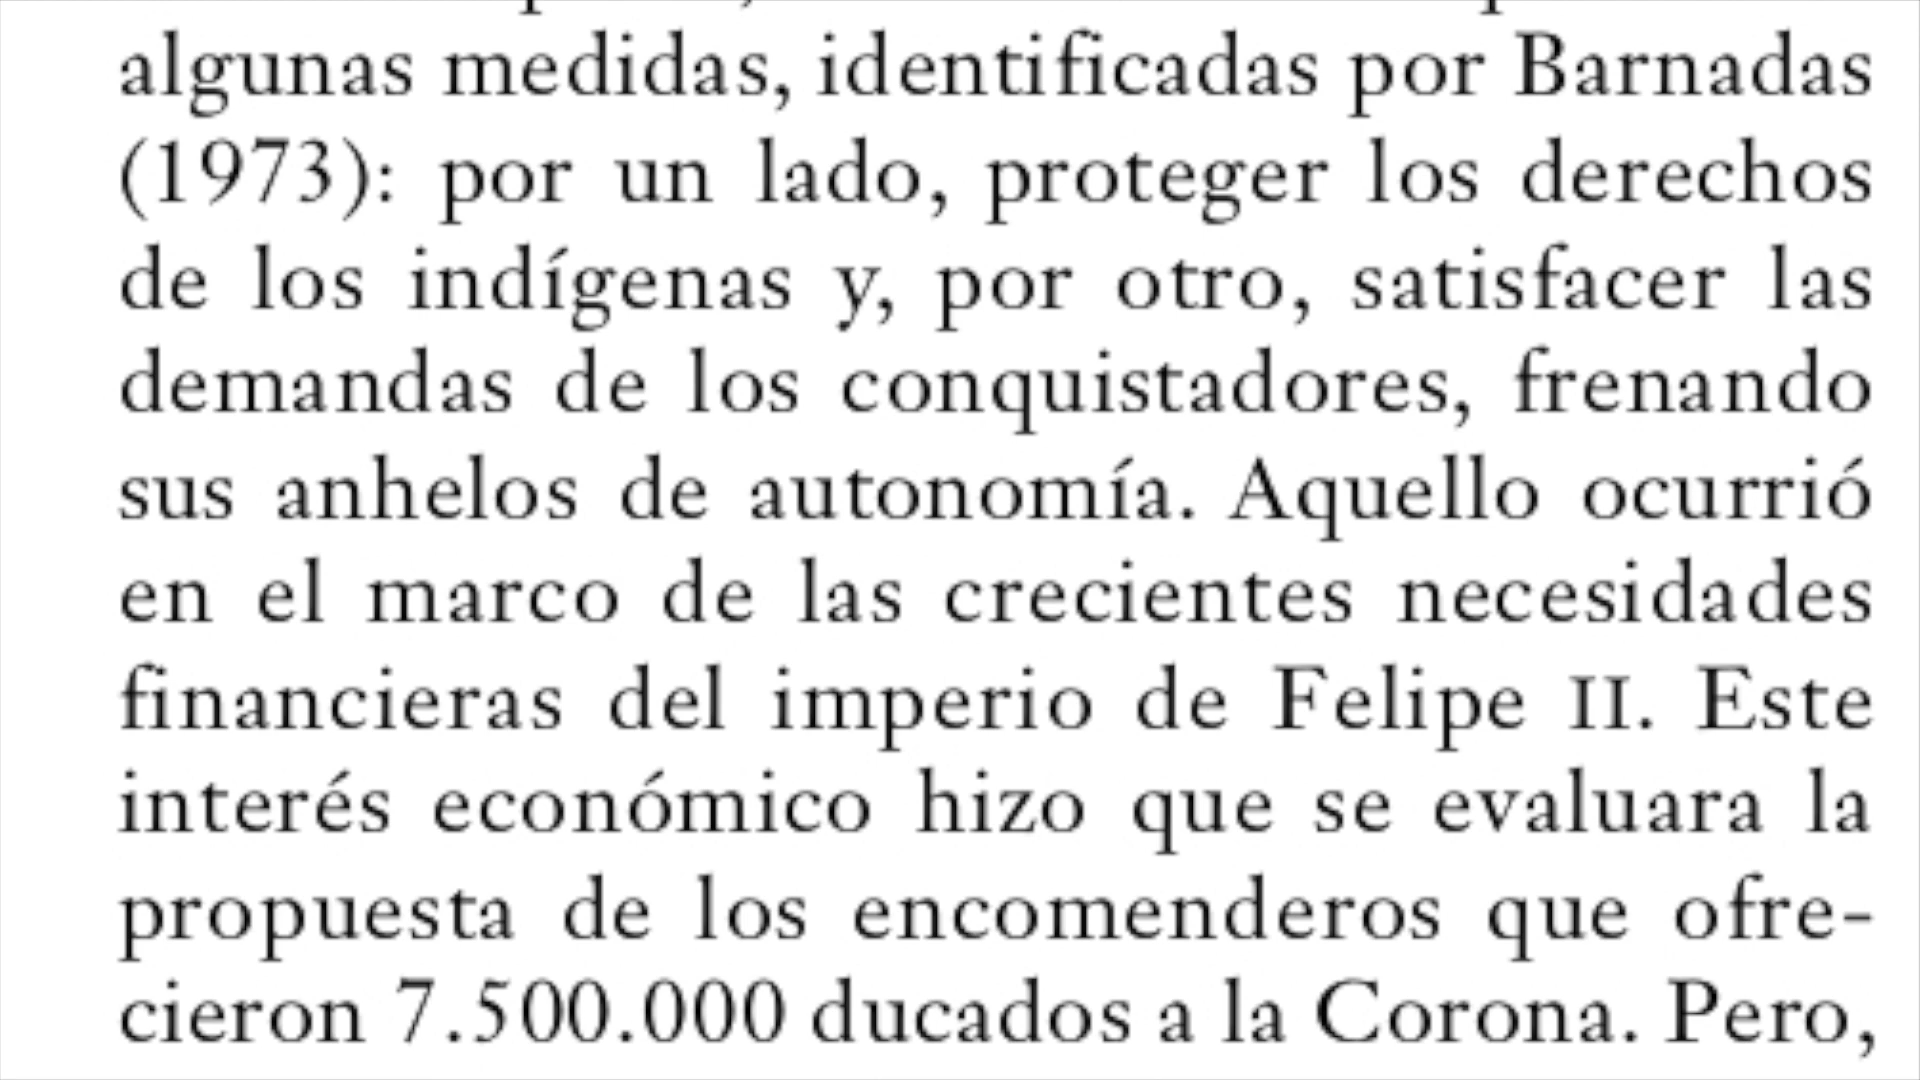 algunas medidas, identificadas por Barnadas
(1973): por un lado, proteger los derechos
de los indígenas y, por otro, satisfacer las
demandas de los conquistadores, frenando
sus anhelos de autonomía. Aquello ocurrió
en el marco de las crecientes necesidades
financieras del imperio de Felipe II. Este
interés económico hizo que se evaluara la
propuesta de los encomenderos que ofre-
cieron 7.500.000 ducados a la Corona. Pero,